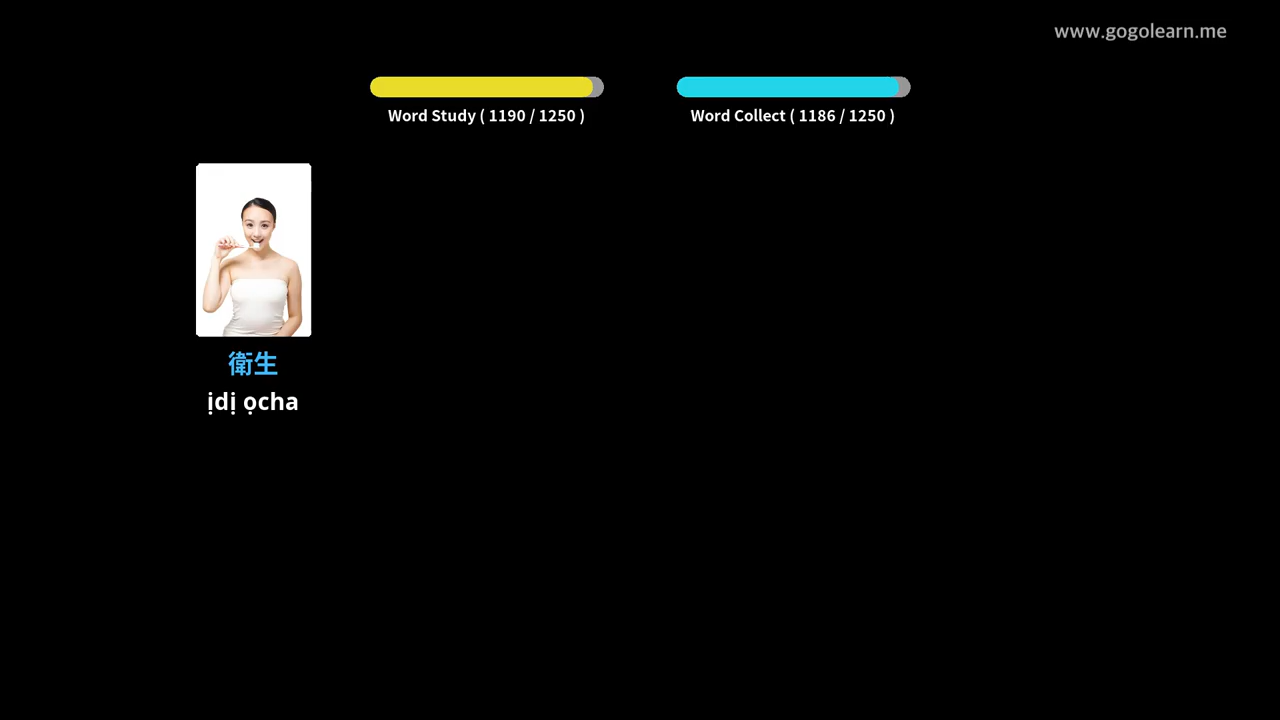 www.gogolearn.me
Word Study ( 1190 / 1250 )
Word Collect ( 1186 / 1250 )
衛生
ịdị ọcha